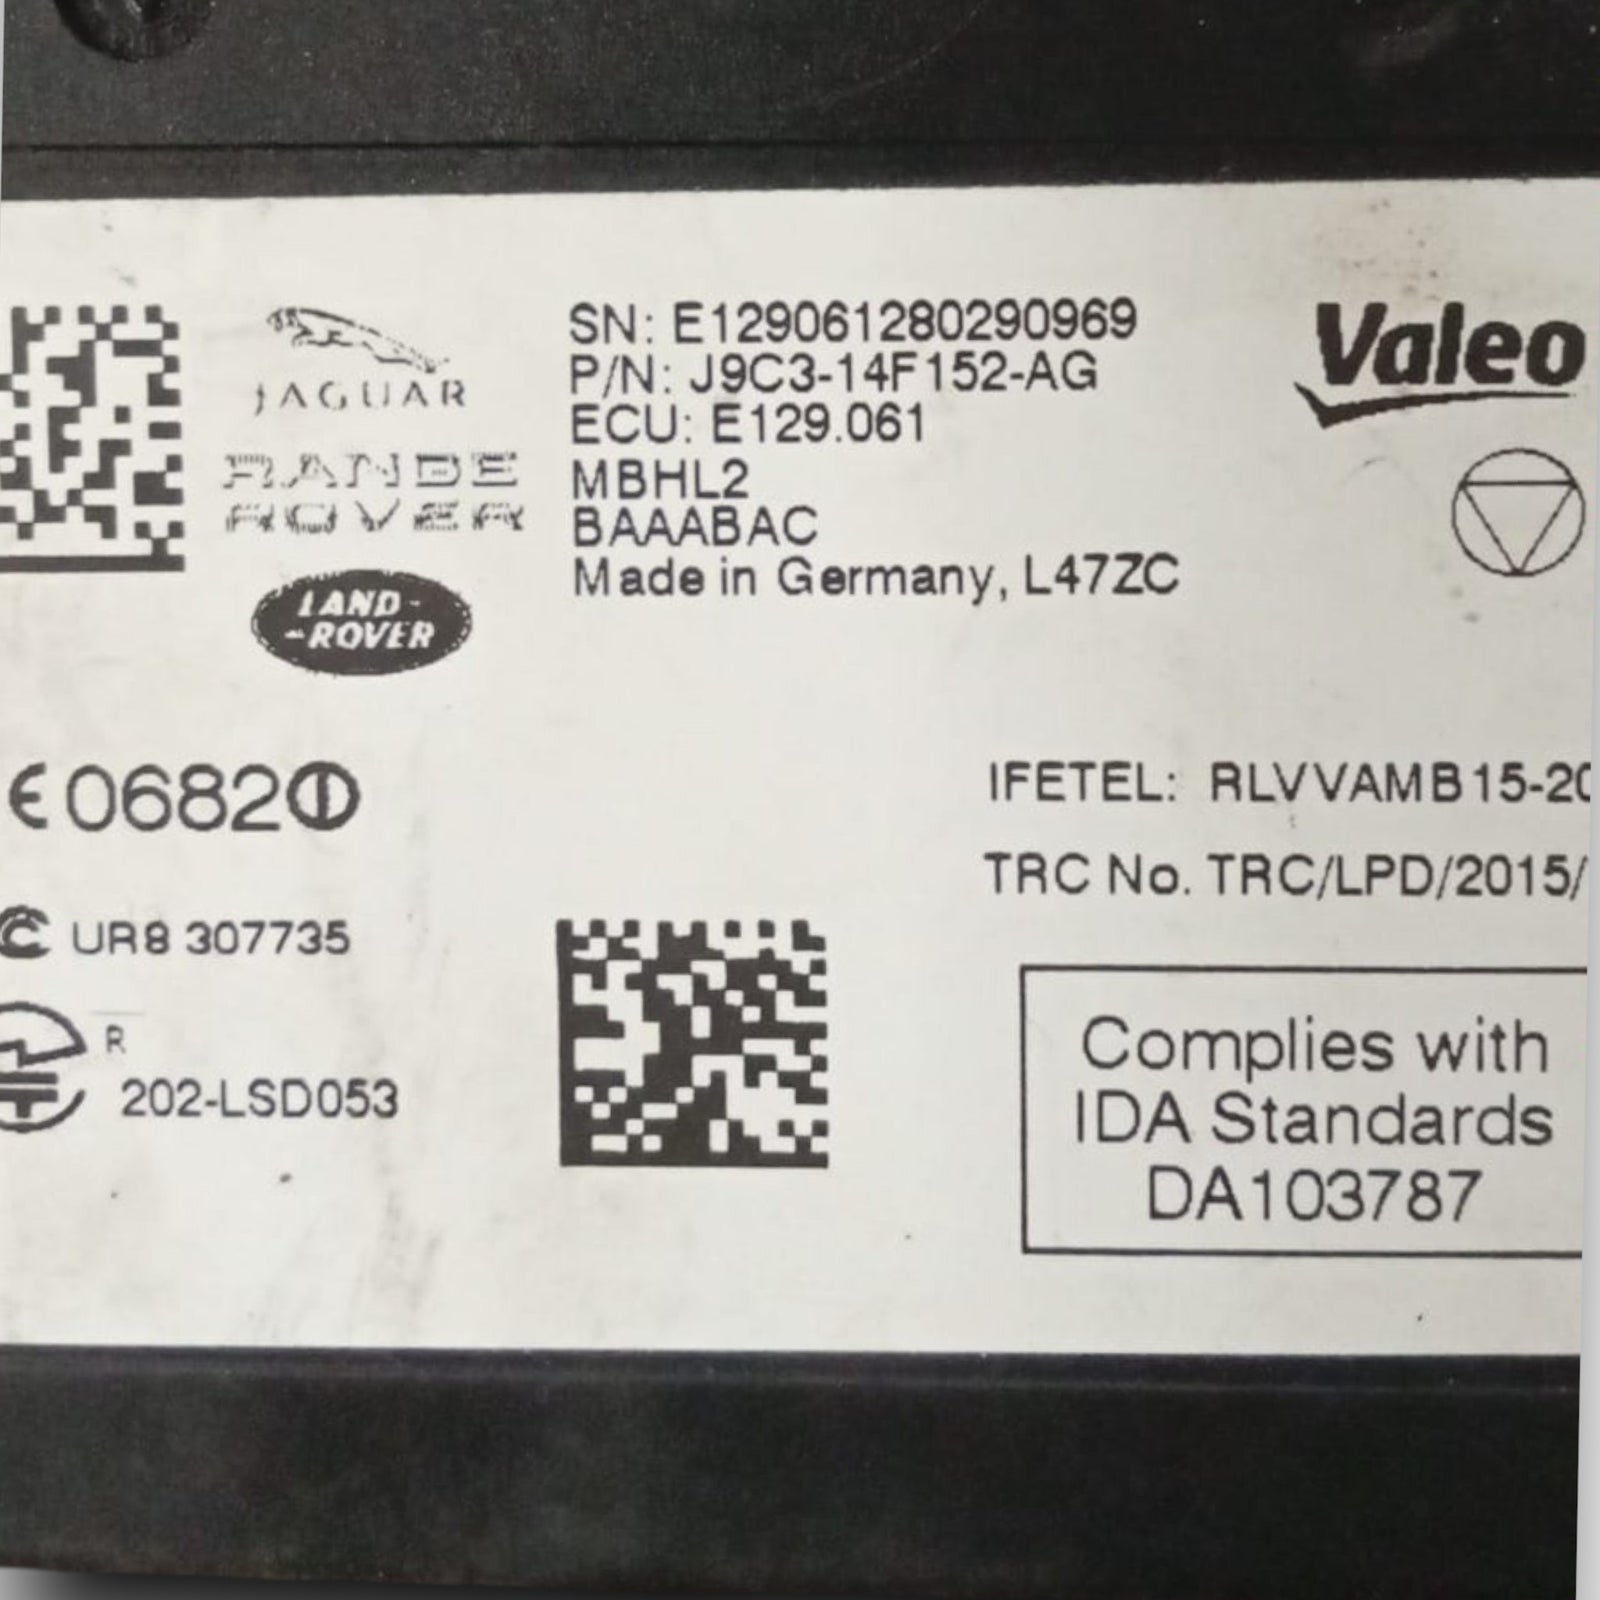 SN: E129061280290969
P/N: J9C3-14F152-AG
ECU: E129.061
MBHL2
BAAABAC
Made in Germany, L47ZC
Valeo
JAGUAR
RANGE
ROVER
LAND-
-ROVER
CE0682
IFETEL: RLVVAMB15-20
TRC No. TRC/LPD/2015/
UR8 307735
R
202-LSD053
Complies with
IDA Standards
DA103787